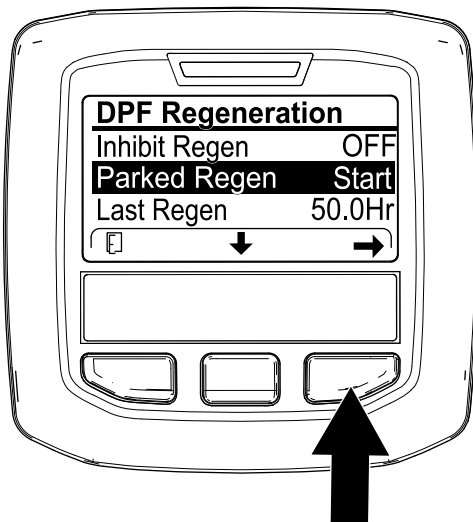 DPF Regeneration
Inhibit Regen OFF
Parked Regen Start
Last Regen 50.0Hr